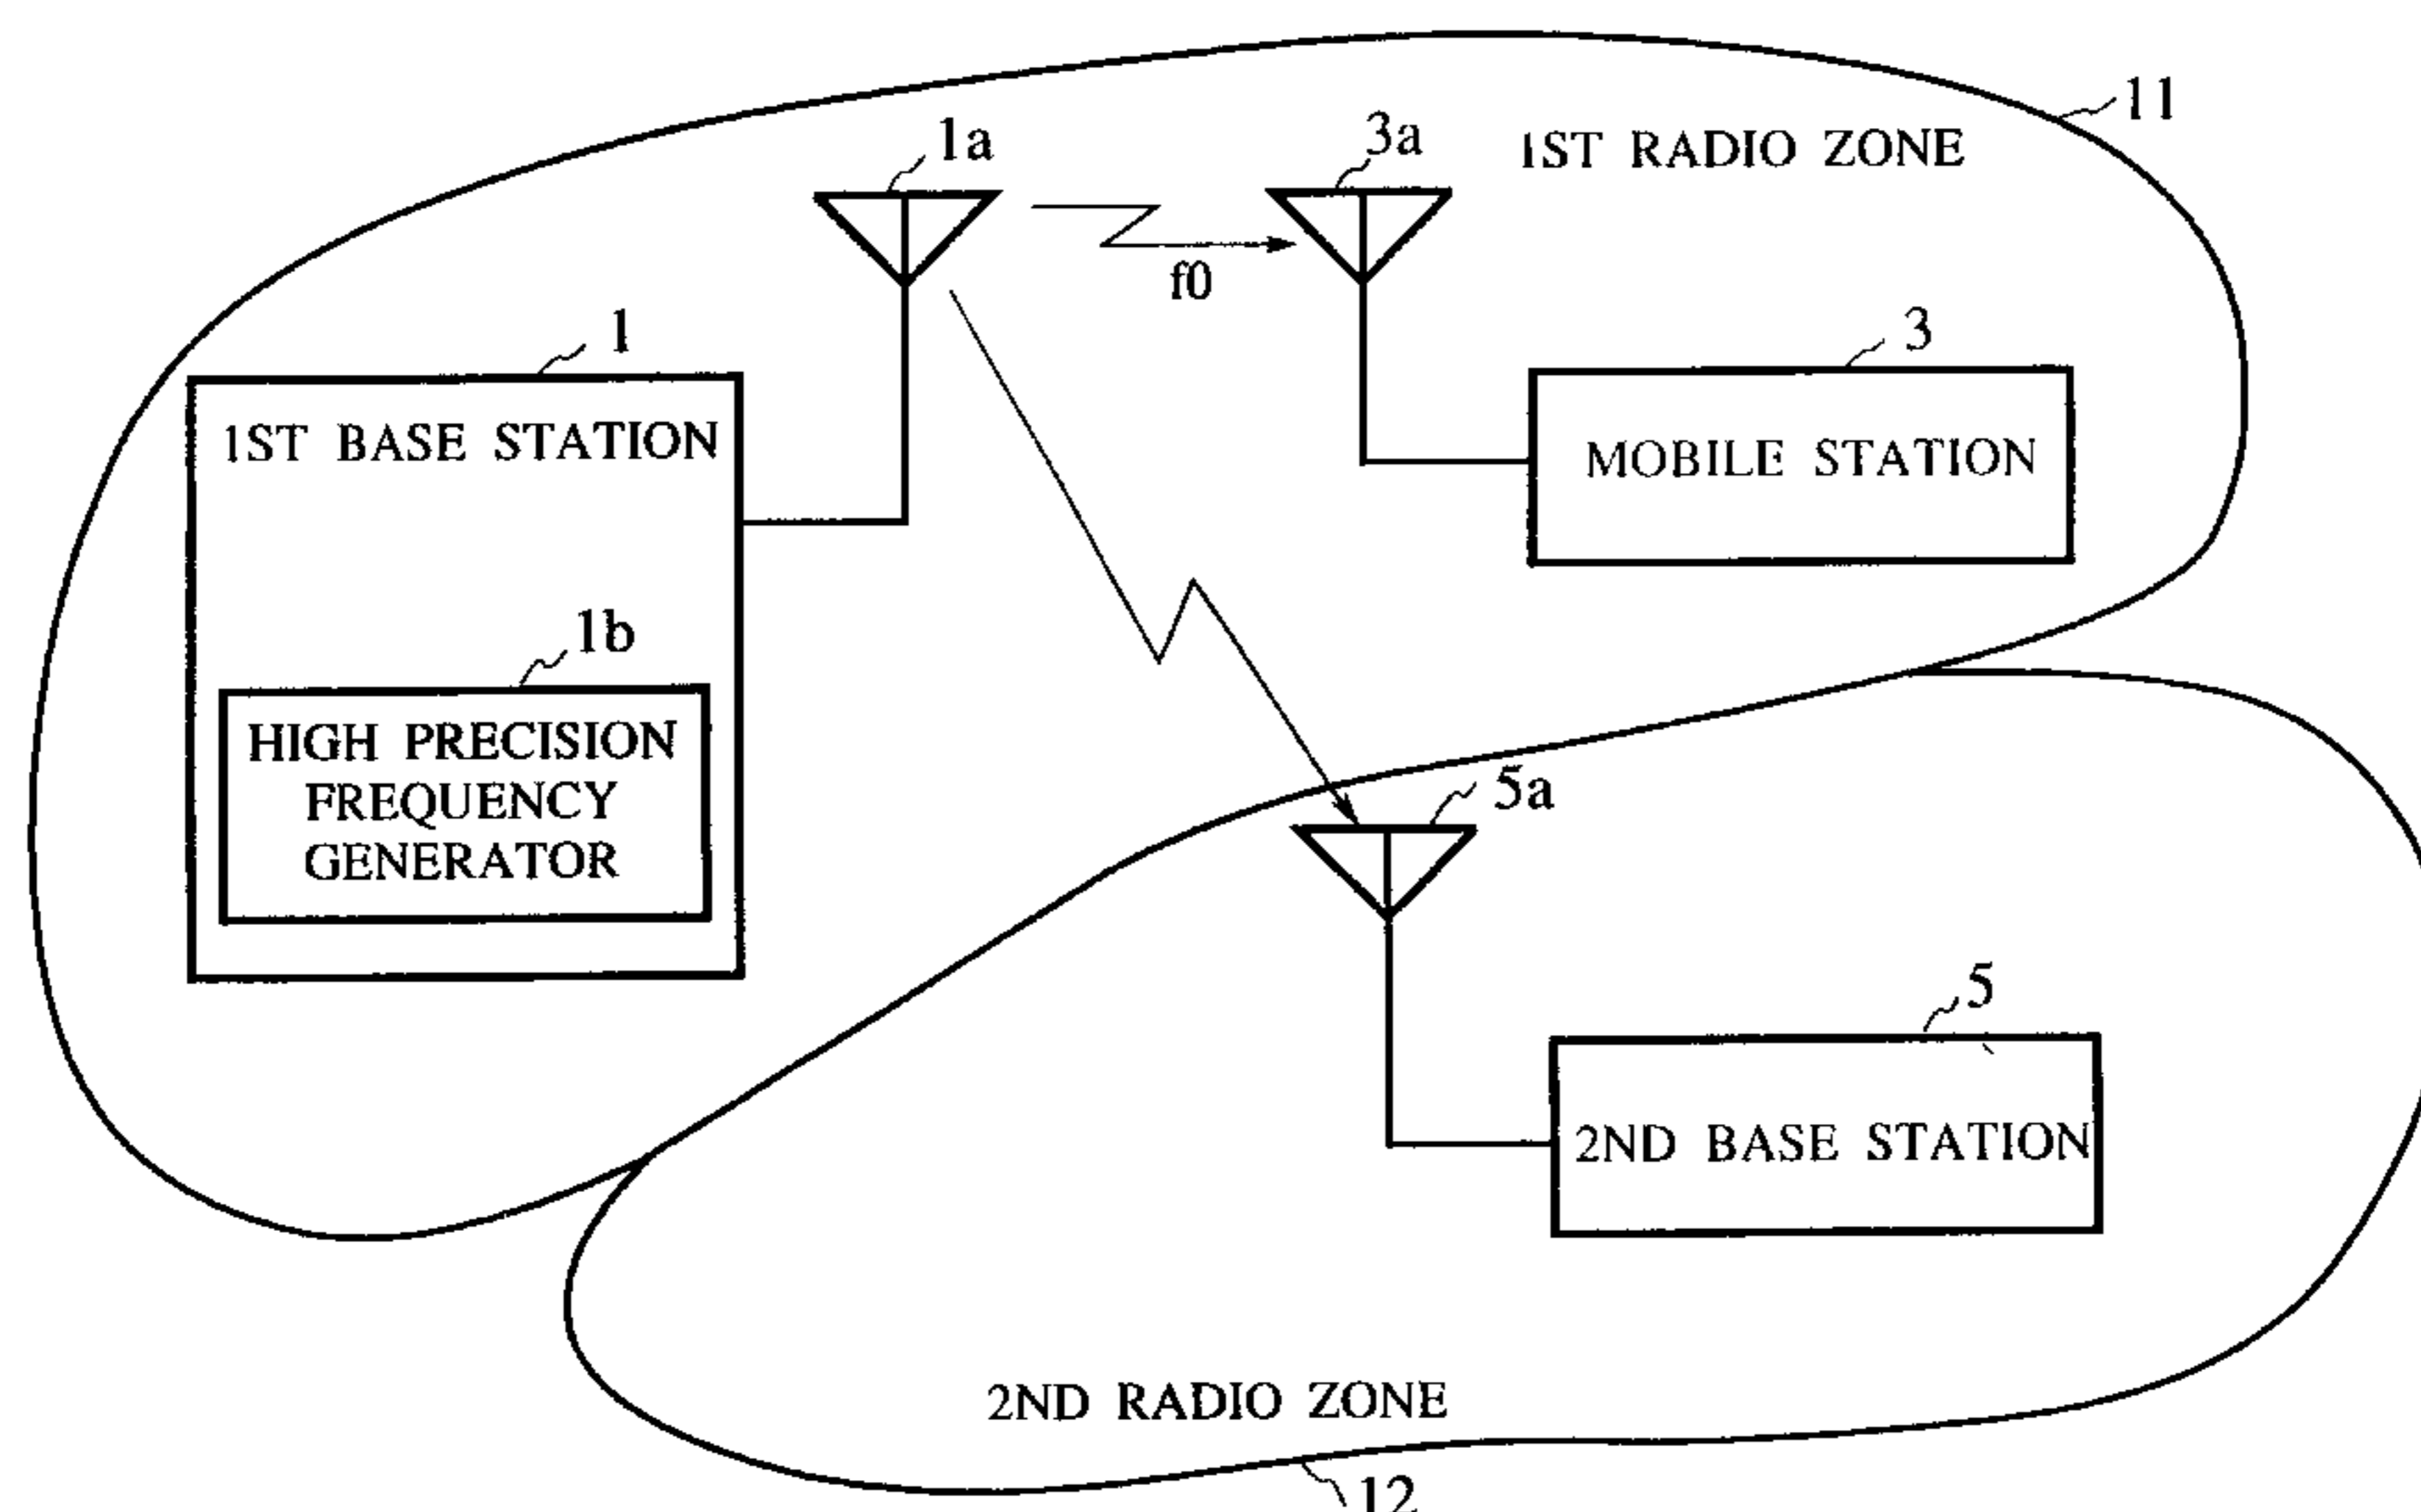 11
1a
3a
1ST RADIO ZONE
f0
1
3
1ST BASE STATION
MOBILE STATION
1b
HIGH PRECISION
FREQUENCY
GENERATOR
5a
5
2ND BASE STATION
2ND RADIO ZONE
12